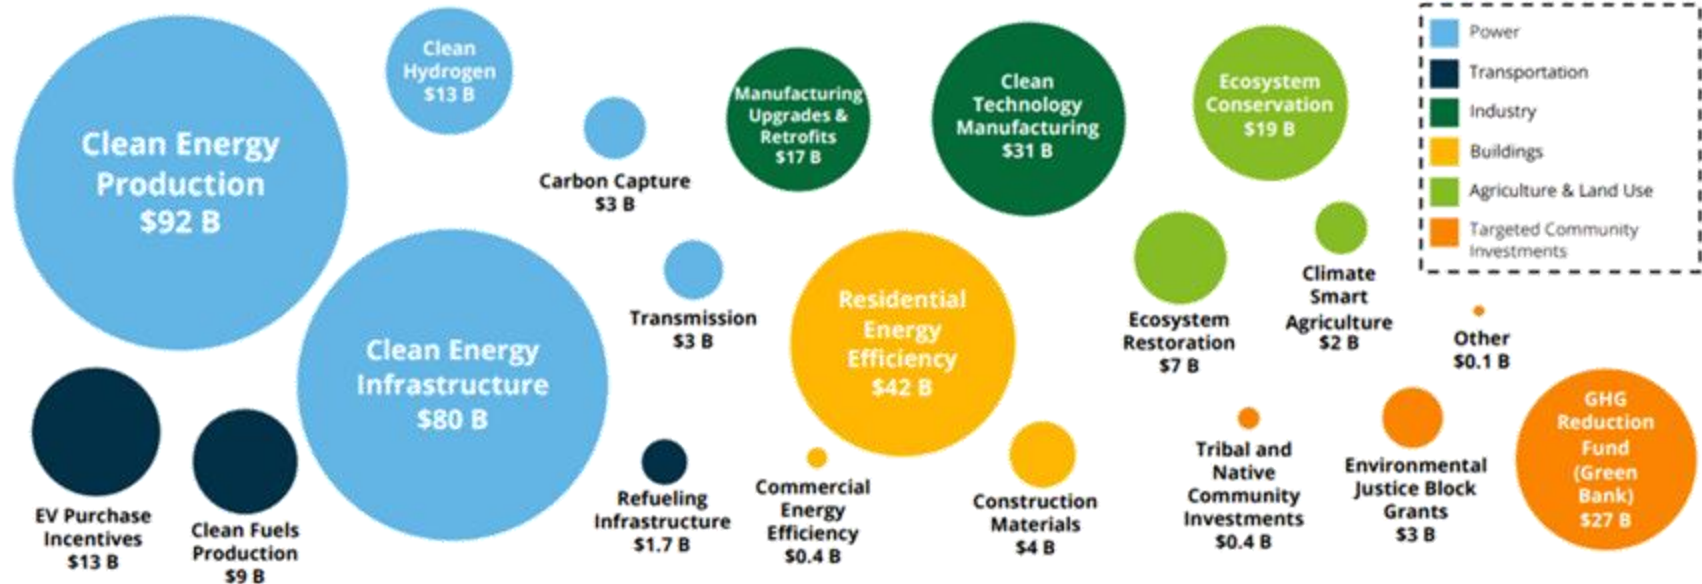 Clean Energy
Production
$92 B
Clean
Hydrogen
$13 B
Carbon Capture
$3 B
Manufacturing
Upgrades &
Retrofits
$17 B
Clean
Technology
Manufacturing
$31 B
Ecosystem
Conservation
$19 B
Power
Transportation
Industry
Buildings
Agriculture & Land Use
Targeted Community
Investments
Clean Energy
Infrastructure
$80 B
Transmission
$3 B
Residential
Energy
Efficiency
$42 B
Ecosystem
Restoration
$7 B
Climate
Smart
Agriculture
$2 B
Other
$0.1 B
EV Purchase
Incentives
$13 B
Clean Fuels
Production
$9 B
Refueling
Infrastructure
$1.7 B
Commercial
Energy
Efficiency
$0.4 B
Construction
Materials
$4 B
Tribal and
Native
Community
Investments
$0.4 B
Environmental
Justice Block
Grants
$3 B
GHG
Reduction
Fund
(Green
Bank)
$27 B